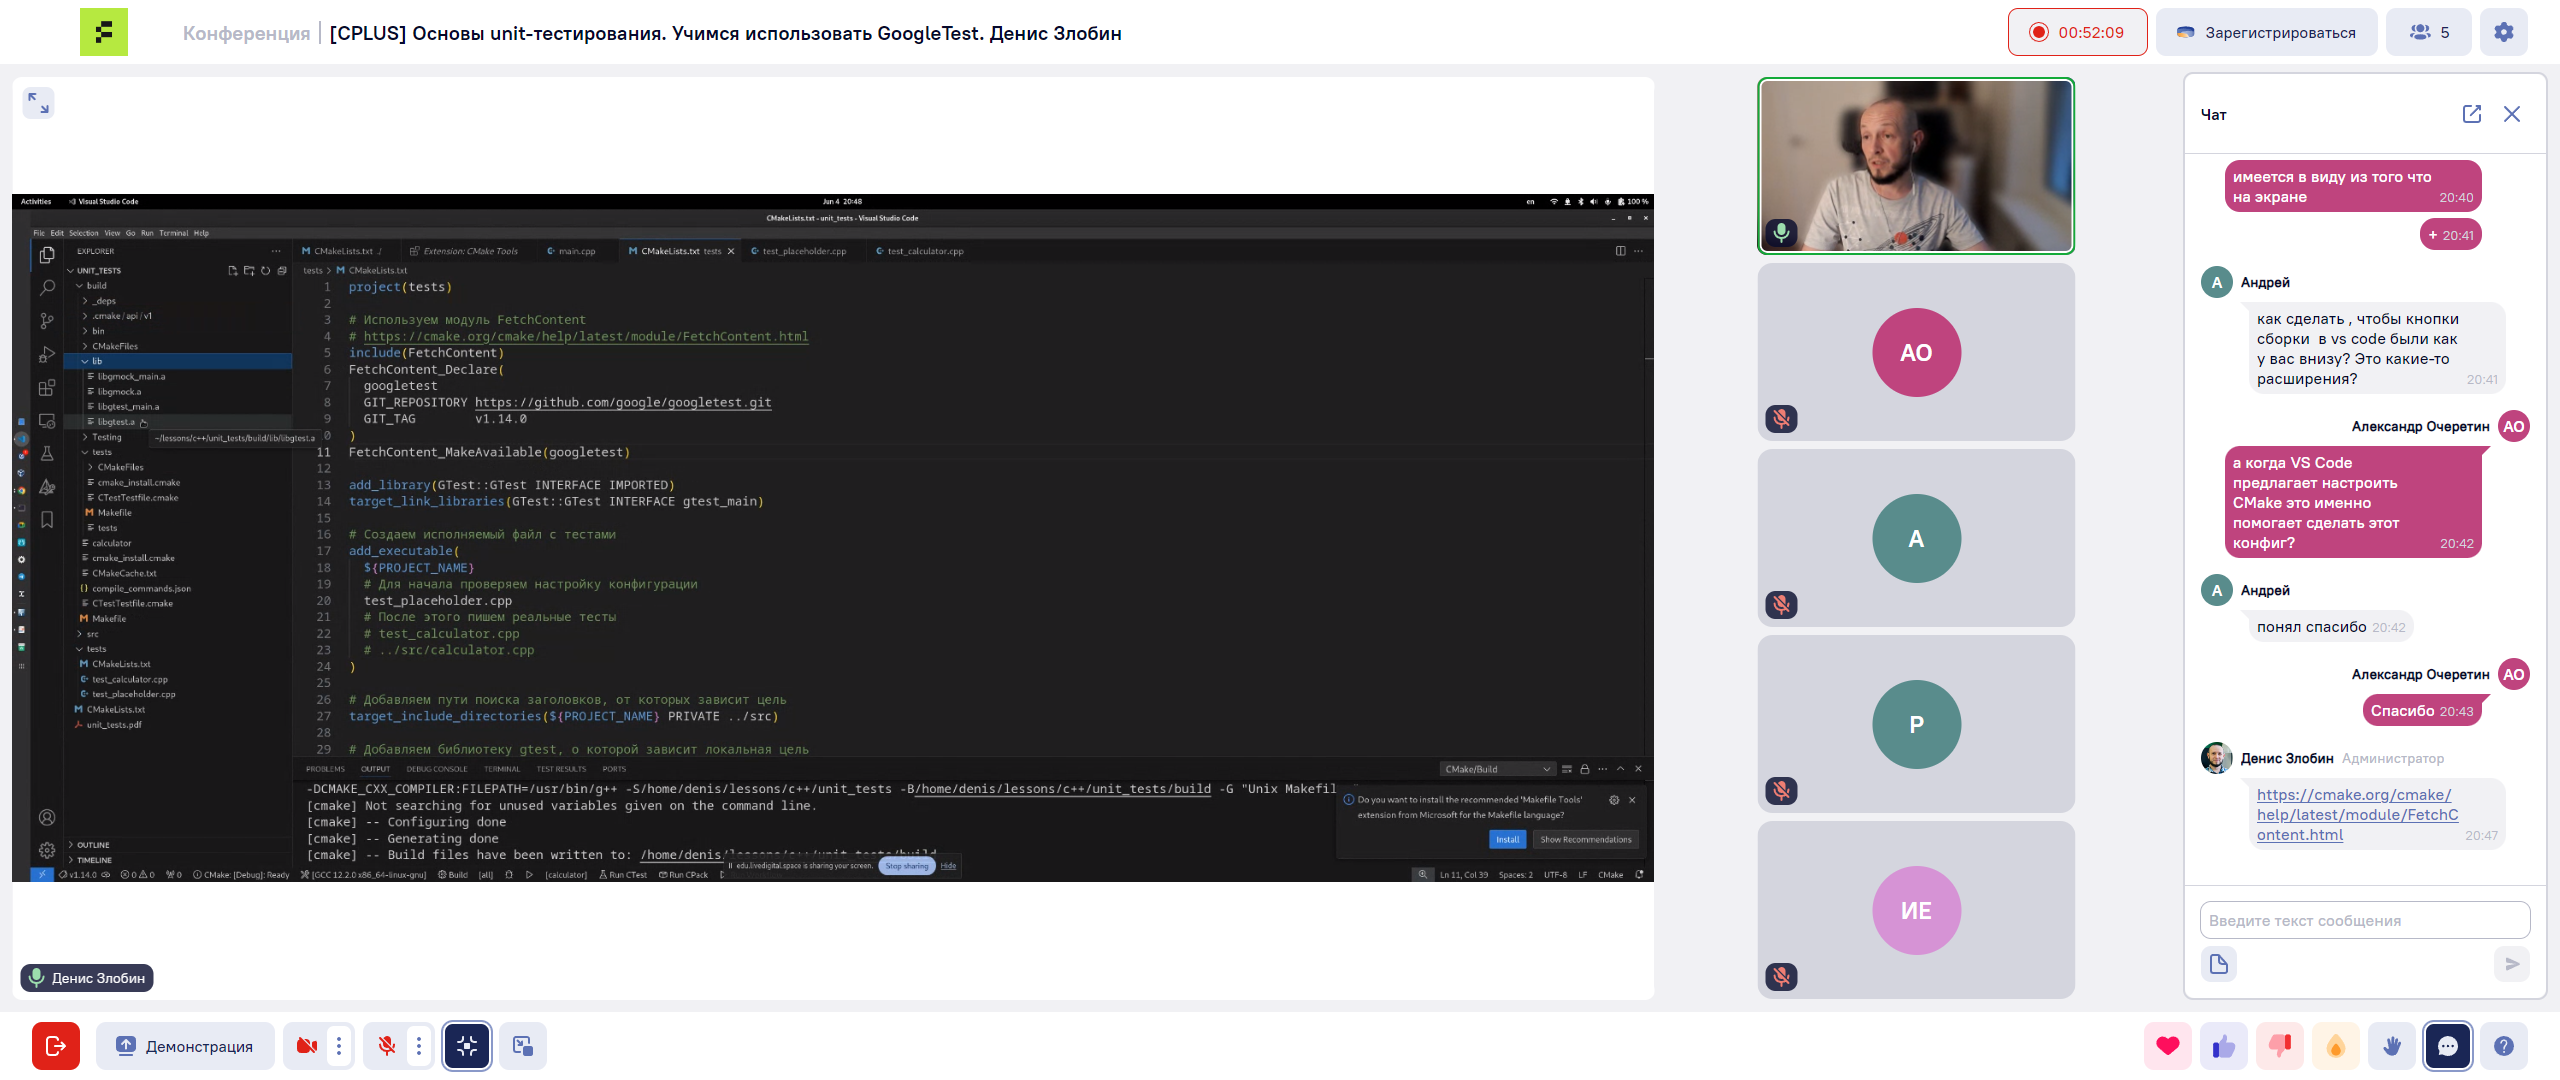 Конференция
[CPLUS] Основы unit-тестирования. Учимся использовать GoogleTest. Денис Злобин
00:52:09
Зарегистрироваться
5
Activities
Visual Studio Code
Jun 4 20:48
en
100 %
CMakeLists.txt - unit_tests - Visual Studio Code
File Edit Selection View Go Run Terminal Help
EXPLORER
UNIT_TESTS
build
_deps
.cmake / api / v1
bin
CMakeFiles
lib
libgmock_main.a
libgmock.a
libgtest_main.a
libgtest.a
Testing
~/lessons/c++/unit_tests/build/lib/libgtest.a
tests
CMakeFiles
cmake_install.cmake
CTestTestfile.cmake
Makefile
tests
calculator
cmake_install.cmake
CMakeCache.txt
compile_commands.json
CTestTestfile.cmake
Makefile
src
tests
CMakeLists.txt
test_calculator.cpp
test_placeholder.cpp
CMakeLists.txt
unit_tests.pdf
OUTLINE
TIMELINE
CMakeLists.txt ./
Extension: CMake Tools
main.cpp
CMakeLists.txt tests
test_placeholder.cpp
test_calculator.cpp
tests > CMakeLists.txt
1 project(tests)
2
3 # Используем модуль FetchContent
4 # https://cmake.org/cmake/help/latest/module/FetchContent.html
5 include(FetchContent)
6 FetchContent_Declare(
7 googletest
8 GIT_REPOSITORY https://github.com/google/googletest.git
9 GIT_TAG v1.14.0
0 )
11 FetchContent_MakeAvailable(googletest)
12
13 add_library(GTest::GTest INTERFACE IMPORTED)
14 target_link_libraries(GTest::GTest INTERFACE gtest_main)
15
16 # Создаем исполняемый файл с тестами
17 add_executable(
18 ${PROJECT_NAME}
19 # Для начала проверяем настройку конфигурации
20 test_placeholder.cpp
21 # После этого пишем реальные тесты
22 # test_calculator.cpp
23 # ../src/calculator.cpp
24 )
25
26 # Добавляем пути поиска заголовков, от которых зависит цель
27 target_include_directories(${PROJECT_NAME} PRIVATE ../src)
28
29 # Добавляем библиотеку gtest, о которой зависит локальная цель
PROBLEMS OUTPUT DEBUG CONSOLE TERMINAL TEST RESULTS PORTS
CMake/Build
-DCMAKE_CXX_COMPILER:FILEPATH=/usr/bin/g++ -S/home/denis/lessons/c++/unit_tests -B/home/denis/lessons/c++/unit_tests/build -G "Unix Makefil
[cmake] Not searching for unused variables given on the command line.
[cmake] -- Configuring done
[cmake] -- Generating done
[cmake] -- Build files have been written to: /home/denis/lessons/c++/unit_tests/build
Do you want to install the recommended 'Makefile Tools'
extension from Microsoft for the Makefile language?
Install
Show Recommendations
edu.livedigital.space is sharing your screen.
Stop sharing
Hide
v1.14.0
0 0
0
CMake: [Debug]: Ready
[GCC 12.2.0 x86_64-linux-gnu]
Build
[all]
[calculator]
Run CTest
Run CPack
Ln 11, Col 39
Spaces: 2
UTF-8
LF
CMake
Денис Злобин
АО
А
Р
ИЕ
Чат
имеется в виду из того что
на экране 20:40
+ 20:41
А Андрей
как сделать , чтобы кнопки
сборки в vs code были как
у вас внизу? Это какие-то
расширения? 20:41
Александр Очеретин АО
а когда VS Code
предлагает настроить
CMake это именно
помогает сделать этот
конфиг? 20:42
А Андрей
понял спасибо 20:42
Александр Очеретин АО
Спасибо 20:43
Денис Злобин Администратор
https://cmake.org/cmake/
help/latest/module/FetchC
ontent.html 20:47
Введите текст сообщения
Демонстрация